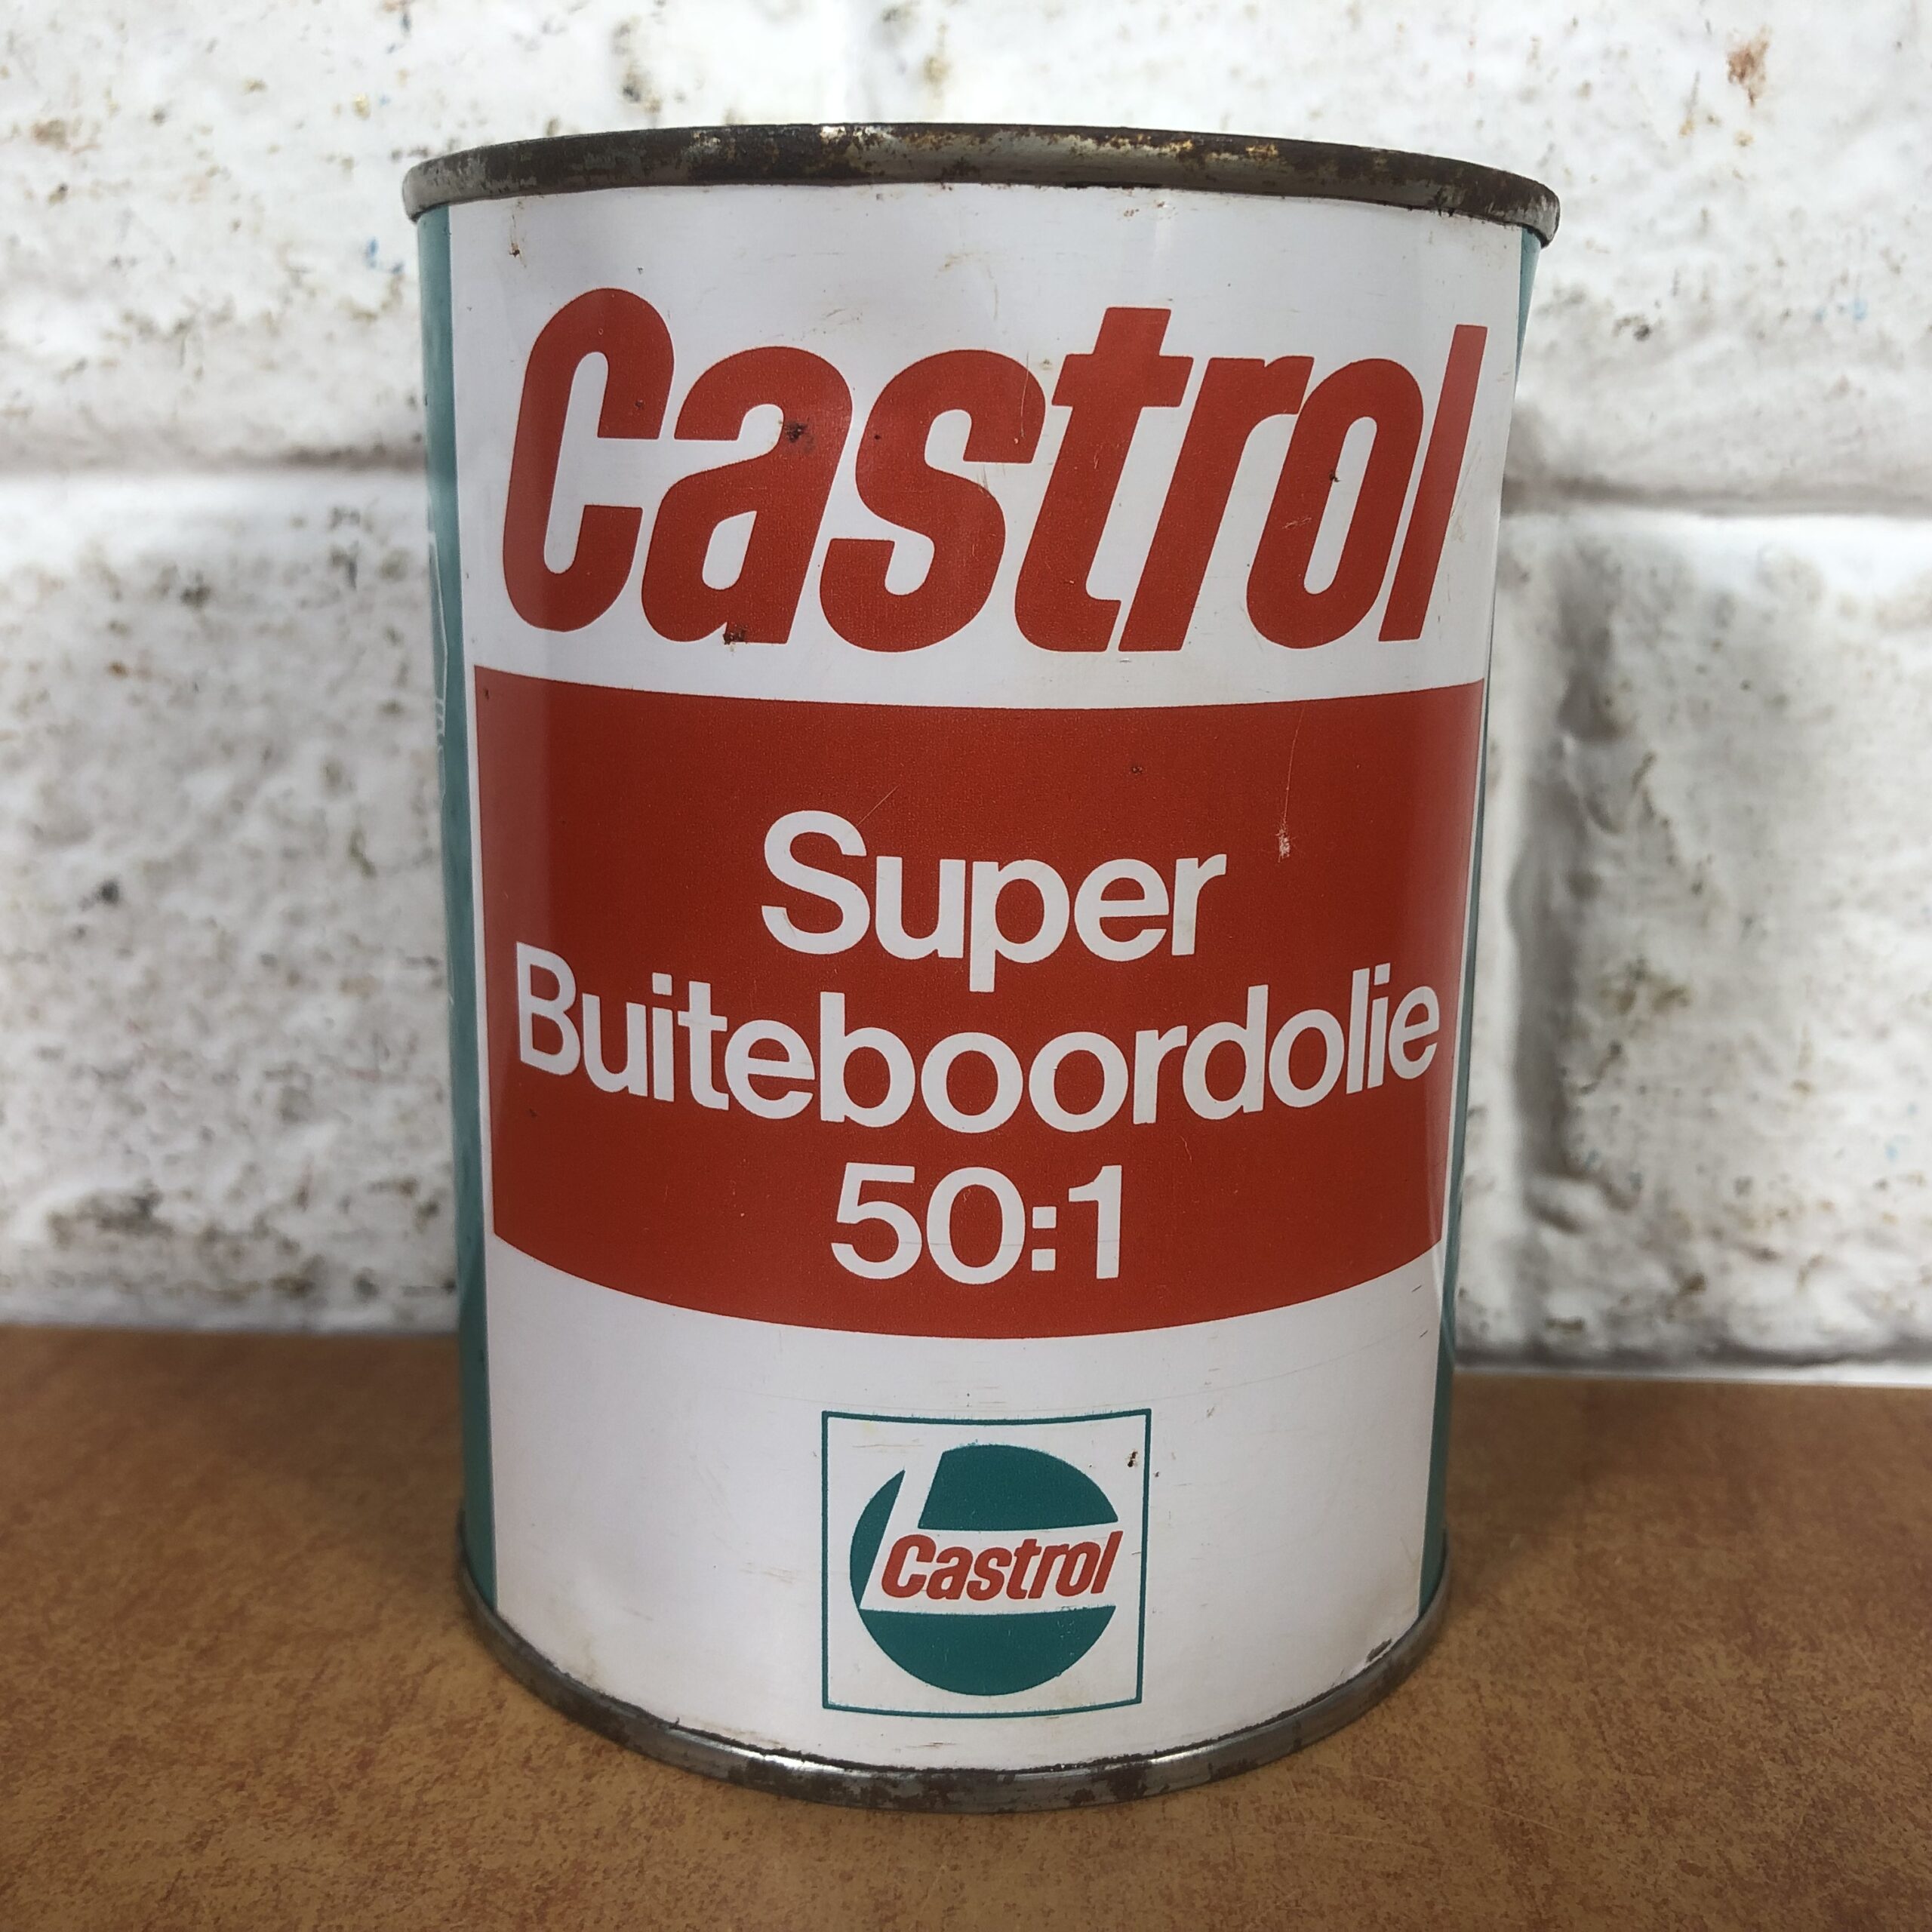 Castrol
Super
Buiteboordolie
50:1
Castrol